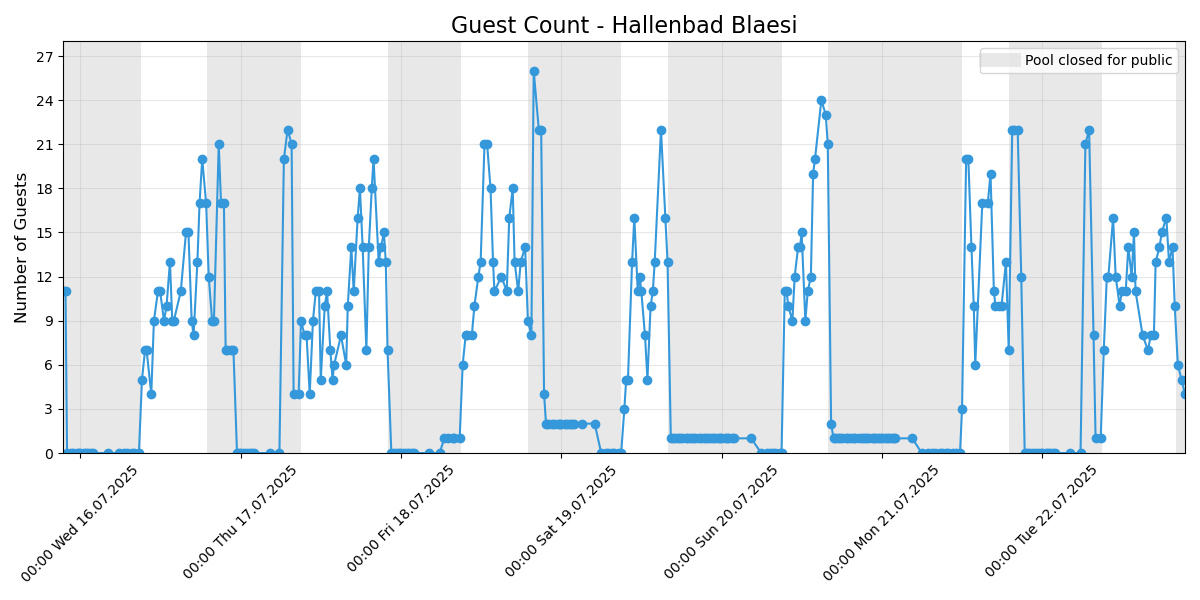 Guest Count - Hallenbad Blaesi
Pool closed for public
Number of Guests
27
24
21
18
15
12
9
6
3
0
00:00 Wed 16.07.2025
00:00 Thu 17.07.2025
00:00 Fri 18.07.2025
00:00 Sat 19.07.2025
00:00 Sun 20.07.2025
00:00 Mon 21.07.2025
00:00 Tue 22.07.2025